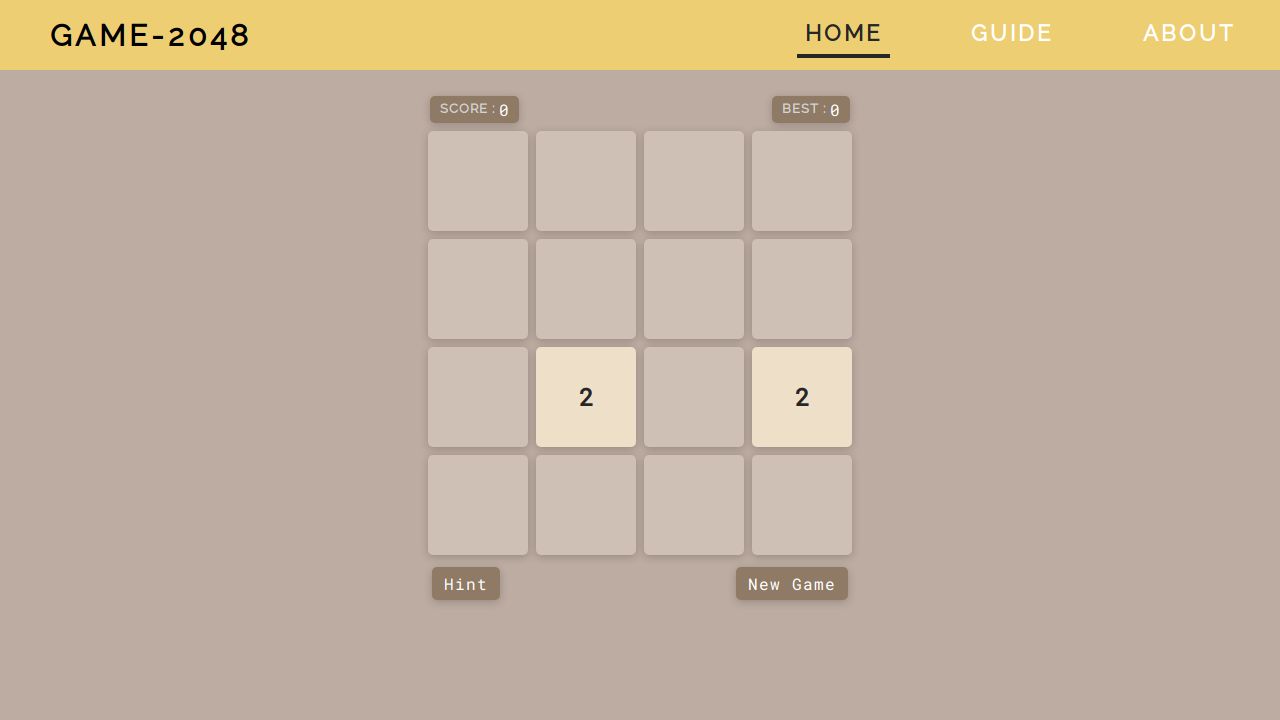 GAME-2048
HOME GUIDE ABOUT
SCORE : 0
BEST : 0
2 2
Hint
New Game